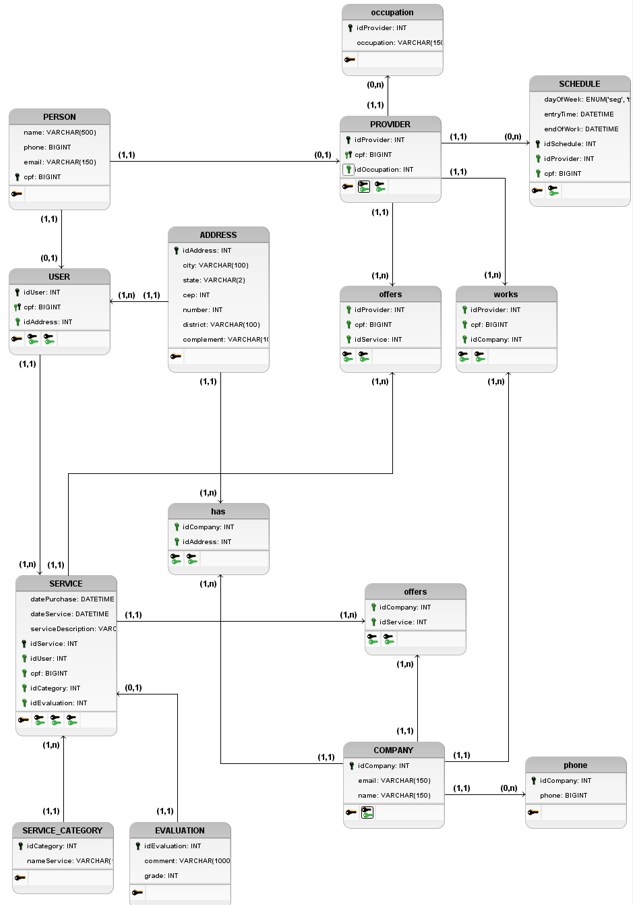 occupation
idProvider: INT
occupation: VARCHAR(150
(0,n)
(1,1)
SCHEDULE
dayOfWeek: ENUM('seg', 't
entryTime: DATETIME
endOfWork: DATETIME
idSchedule: INT
idProvider: INT
cpf: BIGINT
PERSON
name: VARCHAR(500)
phone: BIGINT
email: VARCHAR(150)
cpf: BIGINT
(1,1)
(0,1)
PROVIDER
idProvider: INT
cpf: BIGINT
idOccupation: INT
(1,1)
(0,n)
(1,1)
(1,1)
(1,1)
(0,1)
ADDRESS
idAddress: INT
city: VARCHAR(100)
state: VARCHAR(2)
cep: INT
number: INT
district: VARCHAR(100)
complement: VARCHAR(10
USER
idUser: INT
cpf: BIGINT
idAddress: INT
(1,n)
(1,1)
(1,n)
(1,n)
offers
idProvider: INT
cpf: BIGINT
idService: INT
works
idProvider: INT
cpf: BIGINT
idCompany: INT
(1,1)
(1,1)
(1,n)
(1,n)
(1,n)
has
idCompany: INT
idAddress: INT
(1,n)
(1,n)
(1,1)
SERVICE
datePurchase: DATETIME
dateService: DATETIME
serviceDescription: VARC
idService: INT
idUser: INT
cpf: BIGINT
idCategory: INT
idEvaluation: INT
(1,1)
(1,n)
offers
idCompany: INT
idService: INT
(1,n)
(0,1)
(1,n)
(1,1)
(1,1)
COMPANY
idCompany: INT
email: VARCHAR(150)
name: VARCHAR(150)
(1,1)
(1,1)
(0,n)
phone
idCompany: INT
phone: BIGINT
(1,1)
(1,1)
SERVICE_CATEGORY
idCategory: INT
nameService: VARCHAR(
EVALUATION
idEvaluation: INT
comment: VARCHAR(1000
grade: INT